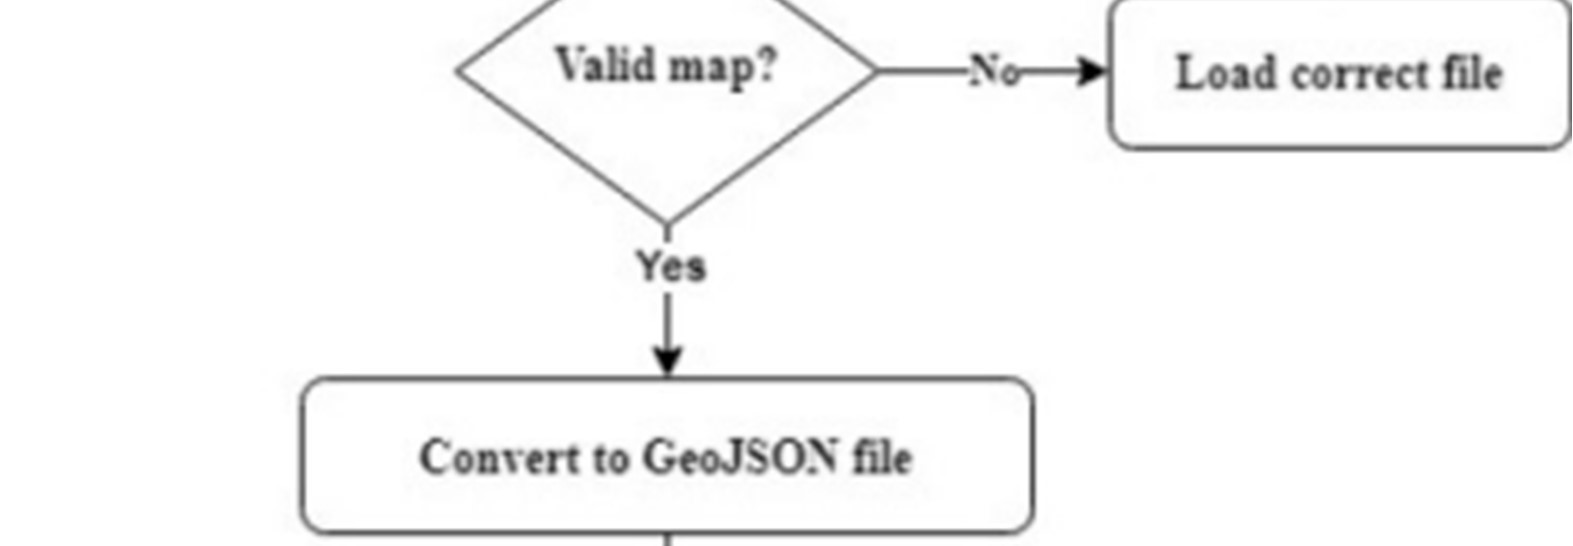 Valid map?
No
Load correct file
Yes
Convert to GeoJSON file